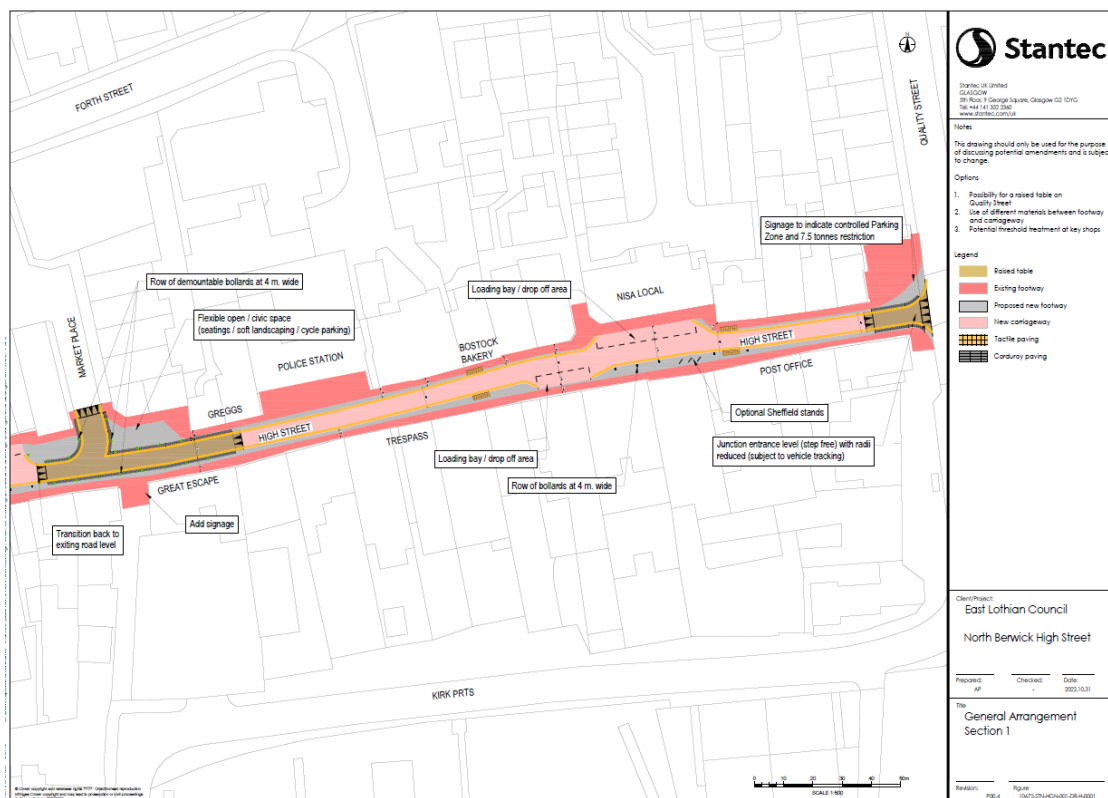 FORTH STREET
N
QUALITY STREET
Signage to indicate controlled Parking
Zone and 7.5 tonnes restriction
Row of demountable bollards at 4 m. wide
Loading bay / drop off area
NISA LOCAL
MARKET PLACE
Flexible open / civic space
(seatings / soft landscaping / cycle parking)
BOSTOCK
BAKERY
POLICE STATION
HIGH STREET
POST OFFICE
GREGGS
Optional Sheffield stands
HIGH STREET
TRESPASS
Junction entrance level (step free) with radii
reduced (subject to vehicle tracking)
Loading bay / drop off area
GREAT ESCAPE
Row of bollards at 4 m. wide
Add signage
Transition back to
exiting road level
KIRK PRTS
0 10 20 30 40 50m
SCALE 1:500
Stantec
Stantec UK Limited
GLASGOW
5th Floor, 9 George Square, Glasgow G2 1DYG
Tel: +44 141 352 2360
www.stantec.com/uk
Notes
This drawing should only be used for the purpose
of discussing potential amendments and is subject
to change.
Options
1. Possibility for a raised table on
Quality Street
2. Use of different materials between footway
and carriageway
3. Potential threshold treatment at key shops
Legend
Raised table
Existing footway
Proposed new footway
New carriageway
Tactile paving
Corduroy paving
Client/Project:
East Lothian Council
North Berwick High Street
Prepared: Checked: Date:
AP - 2022.10.31
Title
General Arrangement
Section 1
Revision: Figure
P00.4